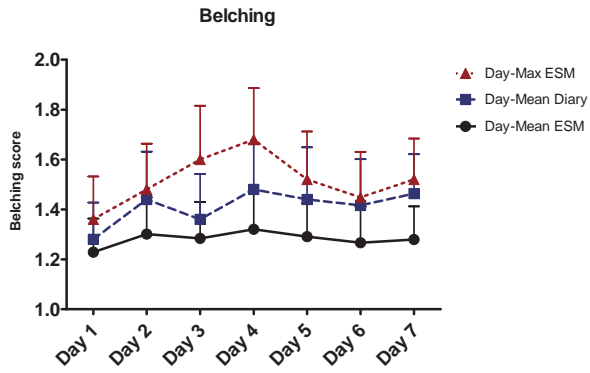 Belching
2.0
1.8
1.6
1.4
1.2
1.0
Belching score
Day 1
Day 2
Day 3
Day 4
Day 5
Day 6
Day 7
Day-Max ESM
Day-Mean Diary
Day-Mean ESM